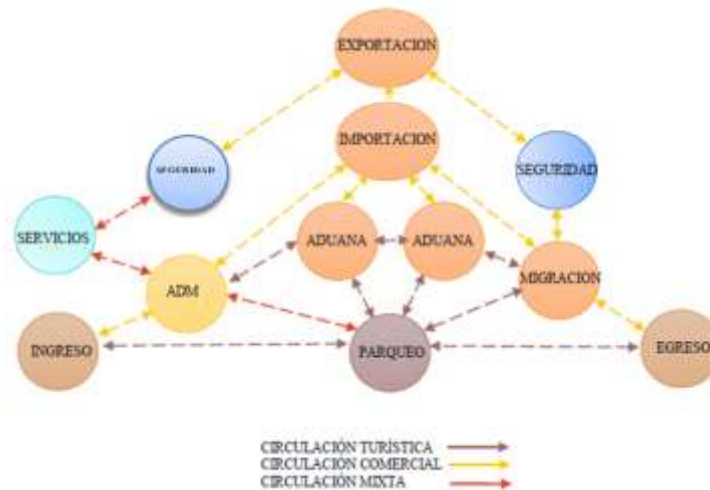 EXPORTACION
IMPORTACION
SEGURIDAD
SEGURIDAD
SERVICIOS
ADUANA
ADUANA
MIGRACION
ADM
INGRESO
PARQUEO
EGRESO
CIRCULACIÓN TURÍSTICA
CIRCULACIÓN COMERCIAL
CIRCULACIÓN MIXTA